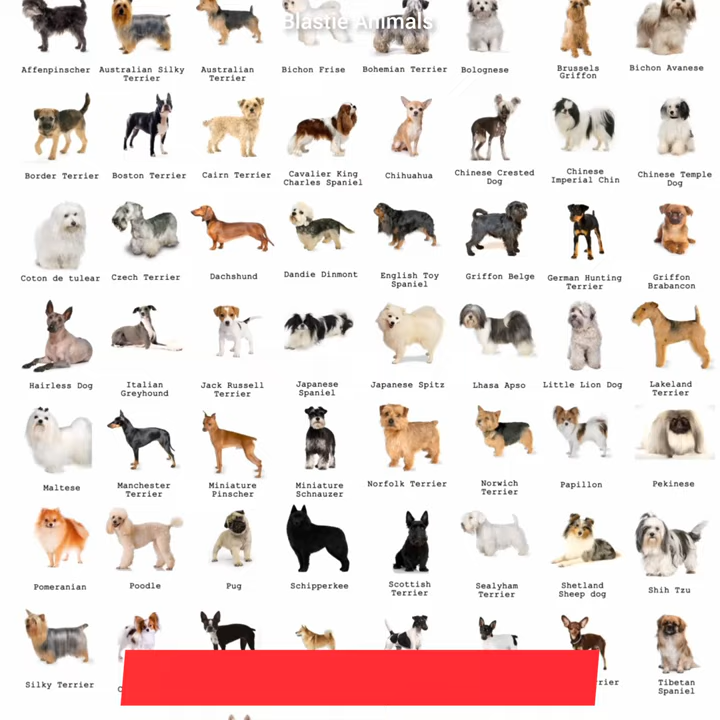 Blastie Animals
Affenpinscher
Australian Silky
Terrier
Australian
Terrier
Bichon Frise
Bohemian Terrier
Bolognese
Brussels
Griffon
Bichon Avanese
Border Terrier
Boston Terrier
Cairn Terrier
Cavalier King
Charles Spaniel
Chihuahua
Chinese Crested
Dog
Chinese
Imperial Chin
Chinese Temple
Dog
Coton de tulear
Czech Terrier
Dachshund
Dandie Dinmont
English Toy
Spaniel
Griffon Belge
German Hunting
Terrier
Griffon
Brabancon
Hairless Dog
Italian
Greyhound
Jack Russell
Terrier
Japanese
Spaniel
Japanese Spitz
Lhasa Apso
Little Lion Dog
Lakeland
Terrier
Maltese
Manchester
Terrier
Miniature
Pinscher
Miniature
Schnauzer
Norfolk Terrier
Norwich
Terrier
Papillon
Pekinese
Pomeranian
Poodle
Pug
Schipperkee
Scottish
Terrier
Sealyham
Terrier
Shetland
Sheep dog
Shih Tzu
Silky Terrier
Tibetan
Spaniel